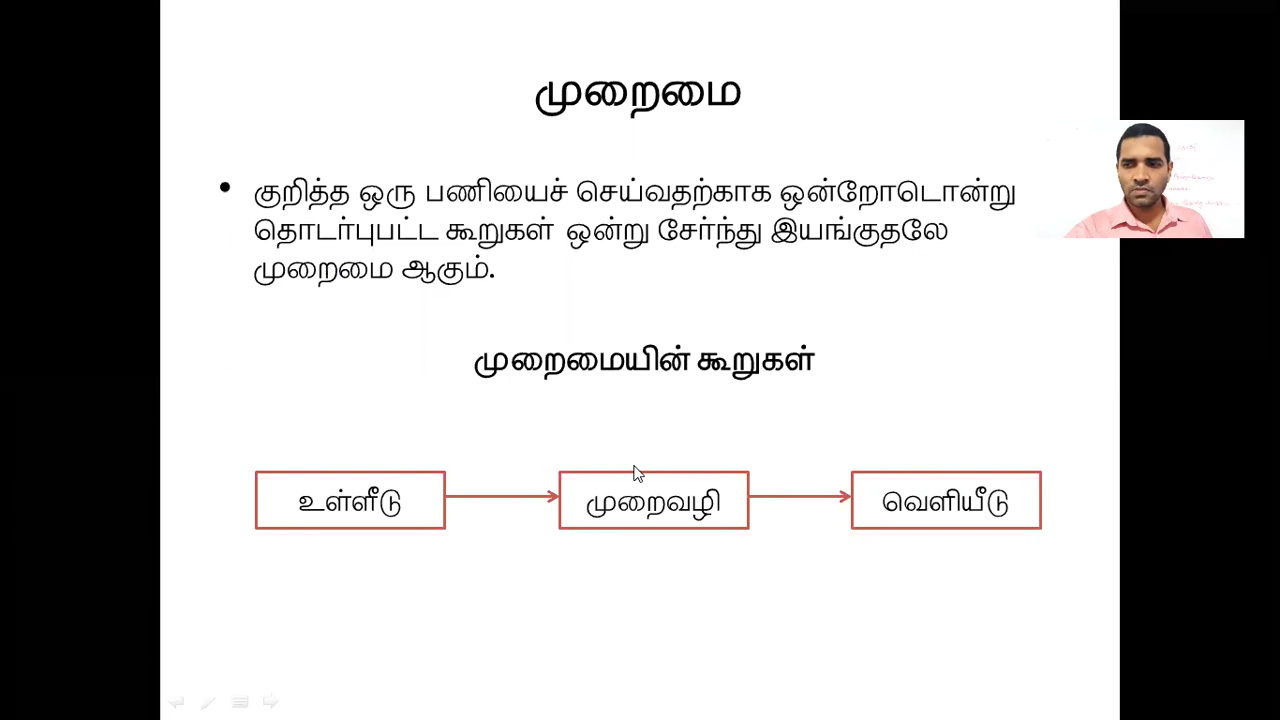 முறைமை
• குறித்த ஒரு பணியைச் செய்வதற்காக ஒன்றோடொன்று
தொடர்புபட்ட கூறுகள் ஒன்று சேர்ந்து இயங்குதலே
முறைமை ஆகும்.
முறைமையின் கூறுகள்
உள்ளீடு
முறைவழி
வெளியீடு